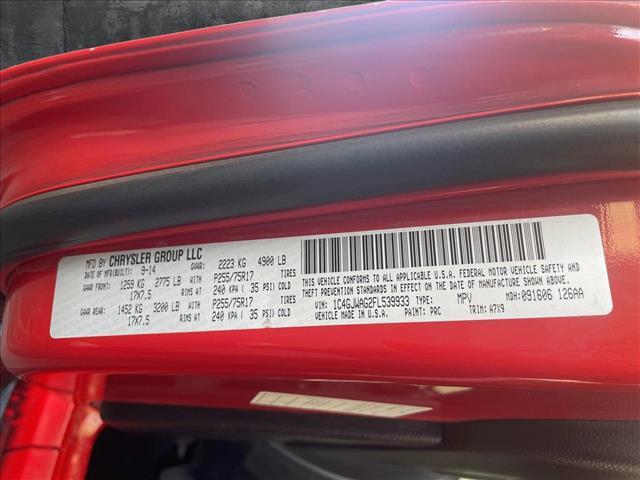 MFD BY CHRYSLER GROUP LLC
DATE OF MFR(BUILT): 9-14 GVWR: 2223 KG 4900 LB
GAWR FRONT: 1259 KG 2775 LB WITH P255/75R17 TIRES
17X7.5 RIMS AT 240 KPA ( 35 PSI) COLD
GAWR REAR: 1452 KG 3200 LB WITH P255/75R17 TIRES
17X7.5 RIMS AT 240 KPA ( 35 PSI) COLD
THIS VEHICLE CONFORMS TO ALL APPLICABLE U.S.A. FEDERAL MOTOR VEHICLE SAFETY AND
THEFT PREVENTION STANDARDS IN EFFECT ON THE DATE OF MANUFACTURE SHOWN ABOVE.
VIN: 1C4GJWAG2FL539933 TYPE: MPV MDH: 091606 126AA
MADE IN U.S.A. PAINT: PRC TRIM: A7X9